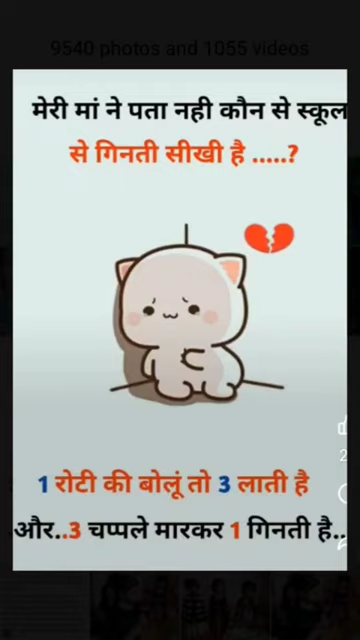 9540 photos and 1055 videos
मेरी मां ने पता नही कौन से स्कूल
से गिनती सीखी है .....?
1 रोटी की बोलूं तो 3 लाती है
और..3 चप्पले मारकर 1 गिनती है..